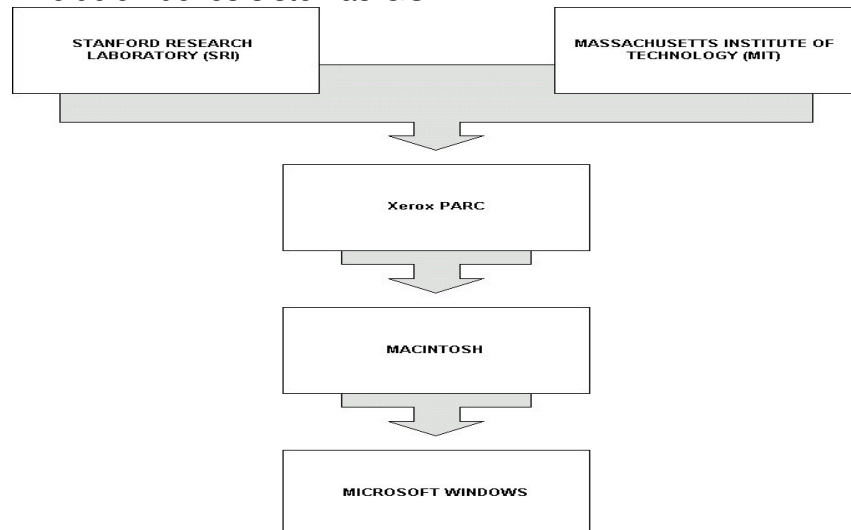 STANFORD RESEARCH
LABORATORY (SRI)
MASSACHUSETTS INSTITUTE OF
TECHNOLOGY (MIT)
Xerox PARC
MACINTOSH
MICROSOFT WINDOWS